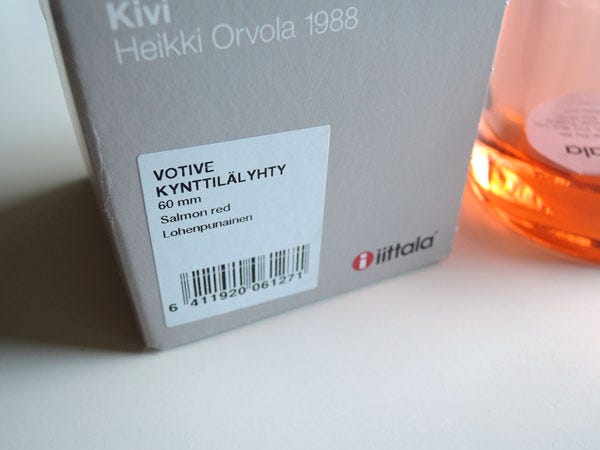 Kivi
Heikki Orvola 1988
VOTIVE
KYNTTILÄLYHTY
60 mm
Salmon red
Lohenpunainen
6 411920 061271
iittala